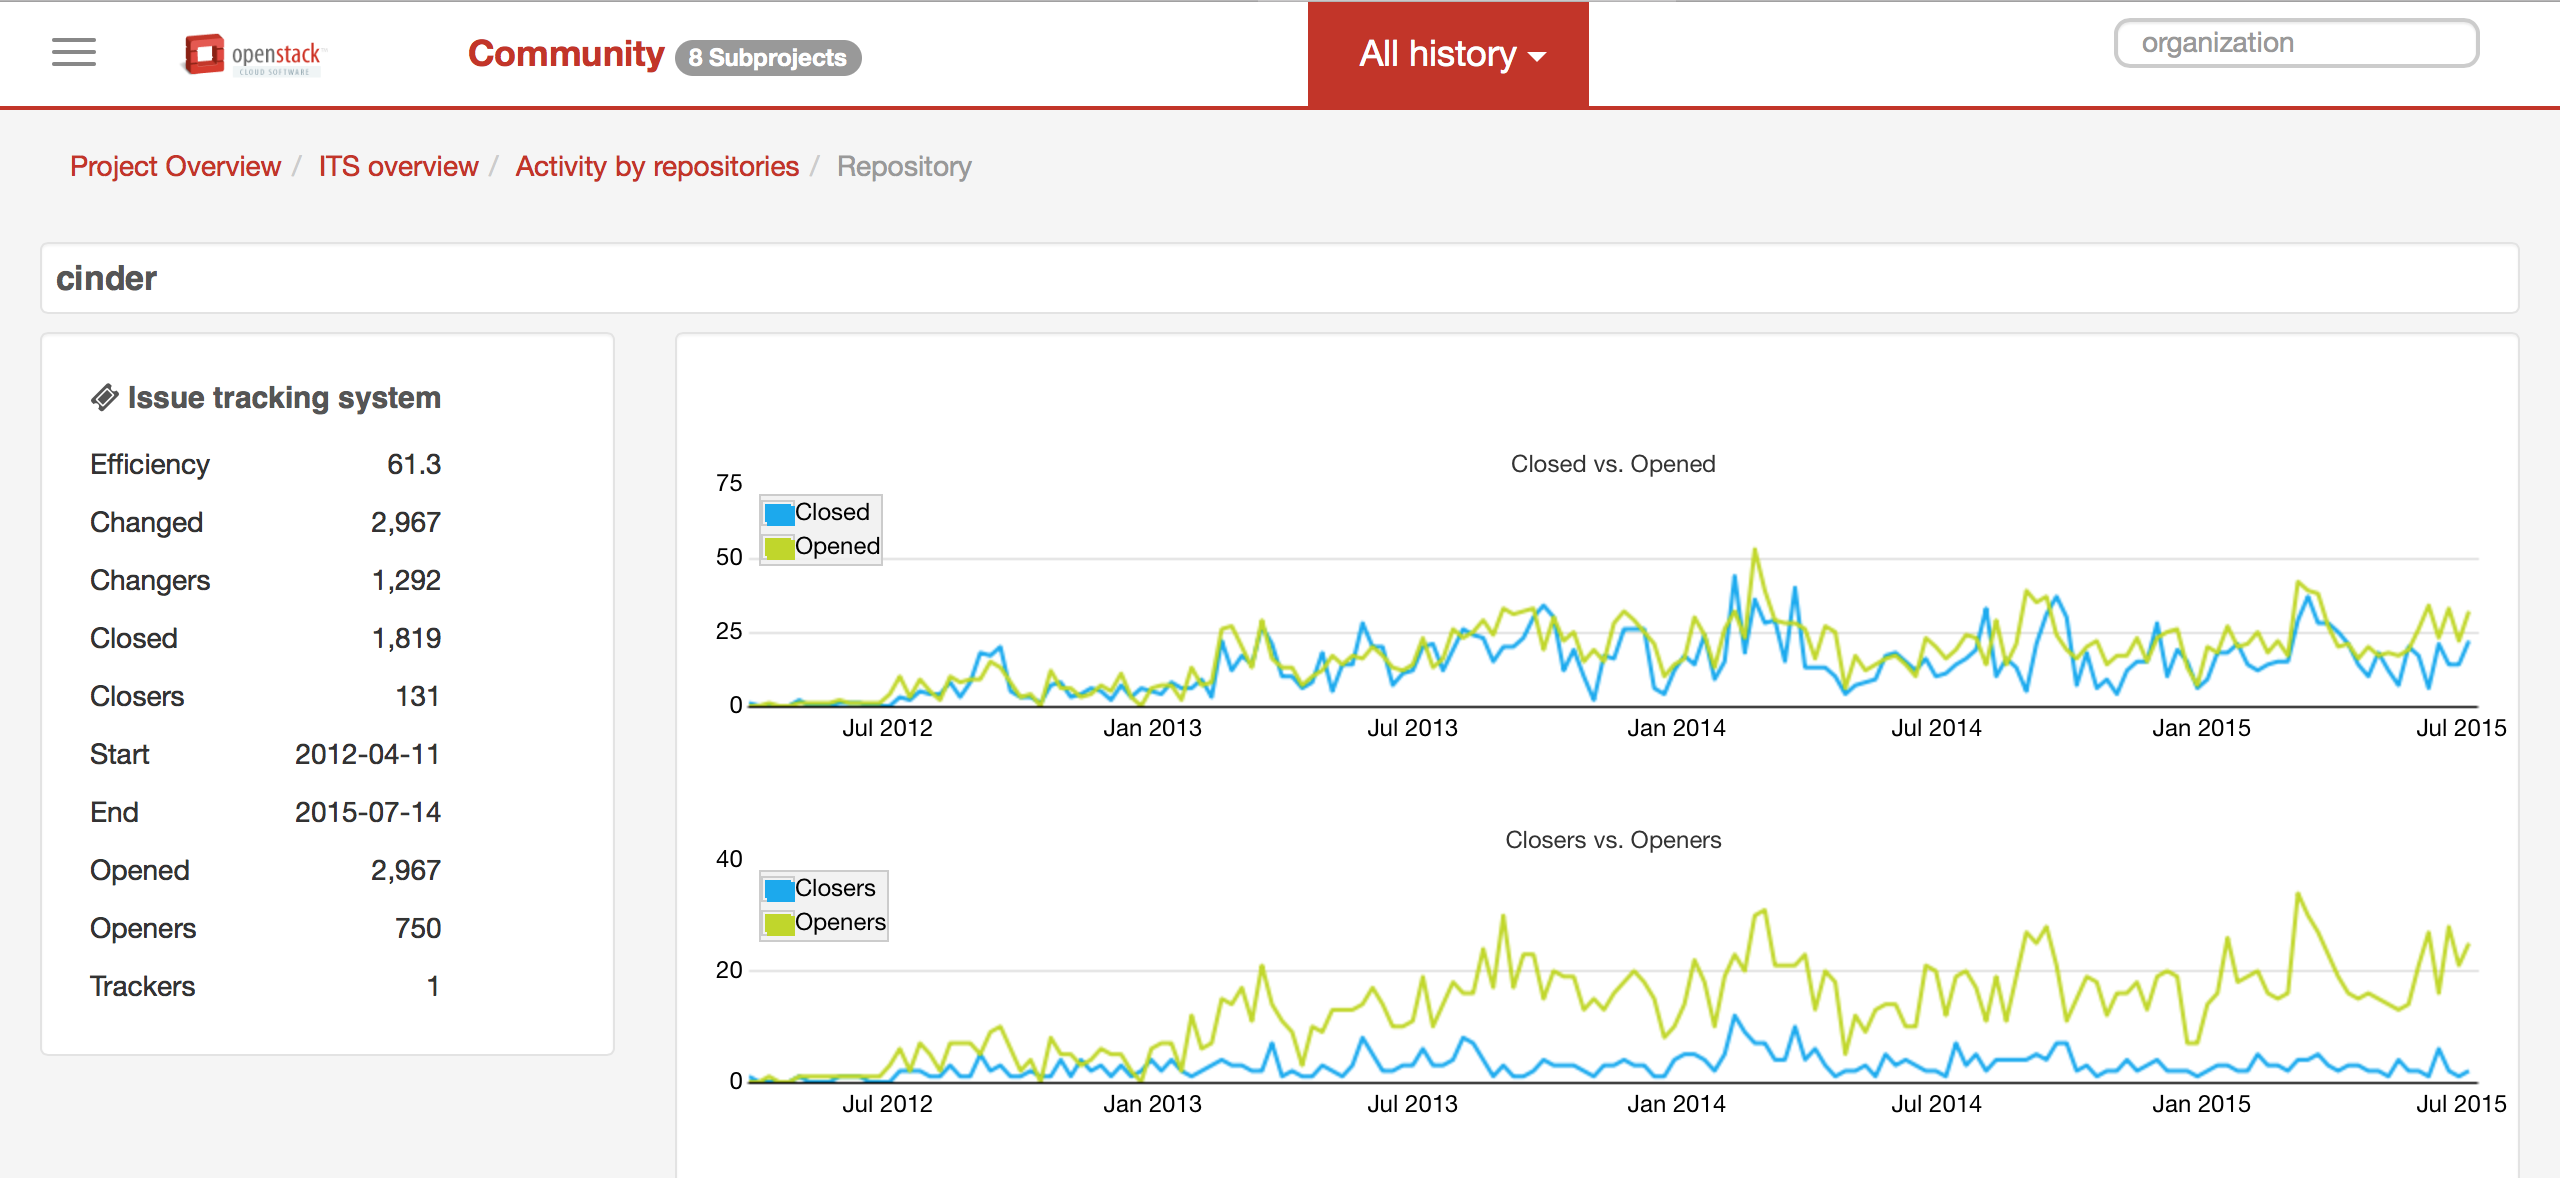 openstack
CLOUD SOFTWARE
Community 8 Subprojects
All history
organization
Project Overview / ITS overview / Activity by repositories / Repository
cinder
Issue tracking system
Efficiency 61.3
Changed 2,967
Changers 1,292
Closed 1,819
Closers 131
Start 2012-04-11
End 2015-07-14
Opened 2,967
Openers 750
Trackers 1
Closed vs. Opened
75
Closed
Opened
50
25
0
Jul 2012 Jan 2013 Jul 2013 Jan 2014 Jul 2014 Jan 2015 Jul 2015
Closers vs. Openers
40
Closers
Openers
20
0
Jul 2012 Jan 2013 Jul 2013 Jan 2014 Jul 2014 Jan 2015 Jul 2015